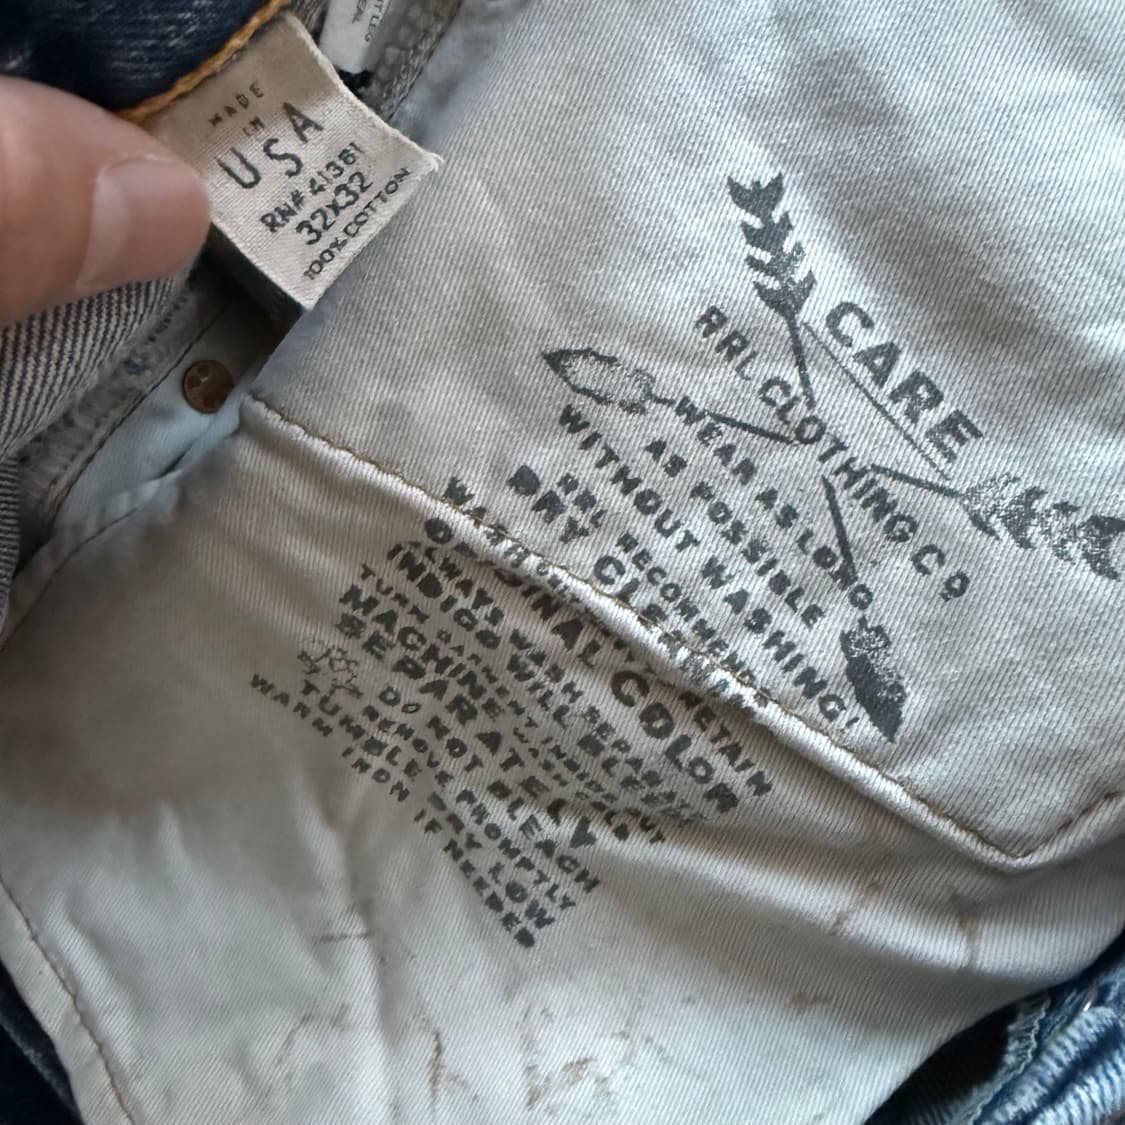 MADE
IN
USA
RN# 41381
32X32
100% COTTON
CARE
RRL CLOTHING CO
WEAR AS LONG
AS POSSIBLE
WITHOUT WASHING!
RRL RECOMMENDS
DRY CLEANING
WASH RETAIN
ORIGINAL COLOR
ALWAYS WASH SEPARATELY
INDIGO WILL BLEED
TURN GARMENT INSIDE OUT
MACHINE WASH COLD
SEPARATELY
DO NOT BLEACH
REMOVE PROMPTLY
TUMBLE DRY LOW
WARM IRON IF NEEDED